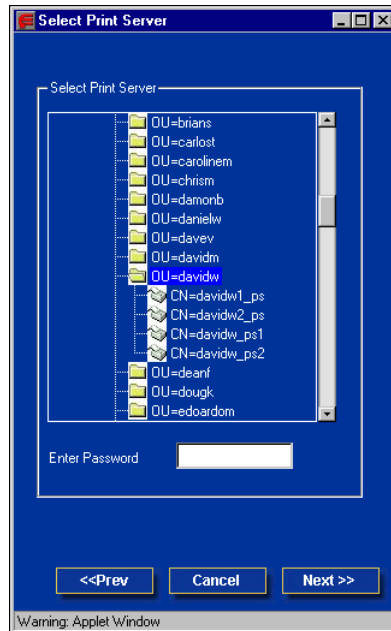 Select Print Server
Select Print Server
OU=brians
OU=carlost
OU=carolinem
OU=chrism
OU=damonb
OU=danielw
OU=davev
OU=davidm
OU=davidw
CN=davidw1_ps
CN=davidw2_ps
CN=davidw_ps1
CN=davidw_ps2
OU=deanf
OU=dougk
OU=edoardom
Enter Password
<<Prev Cancel Next >>
Warning: Applet Window